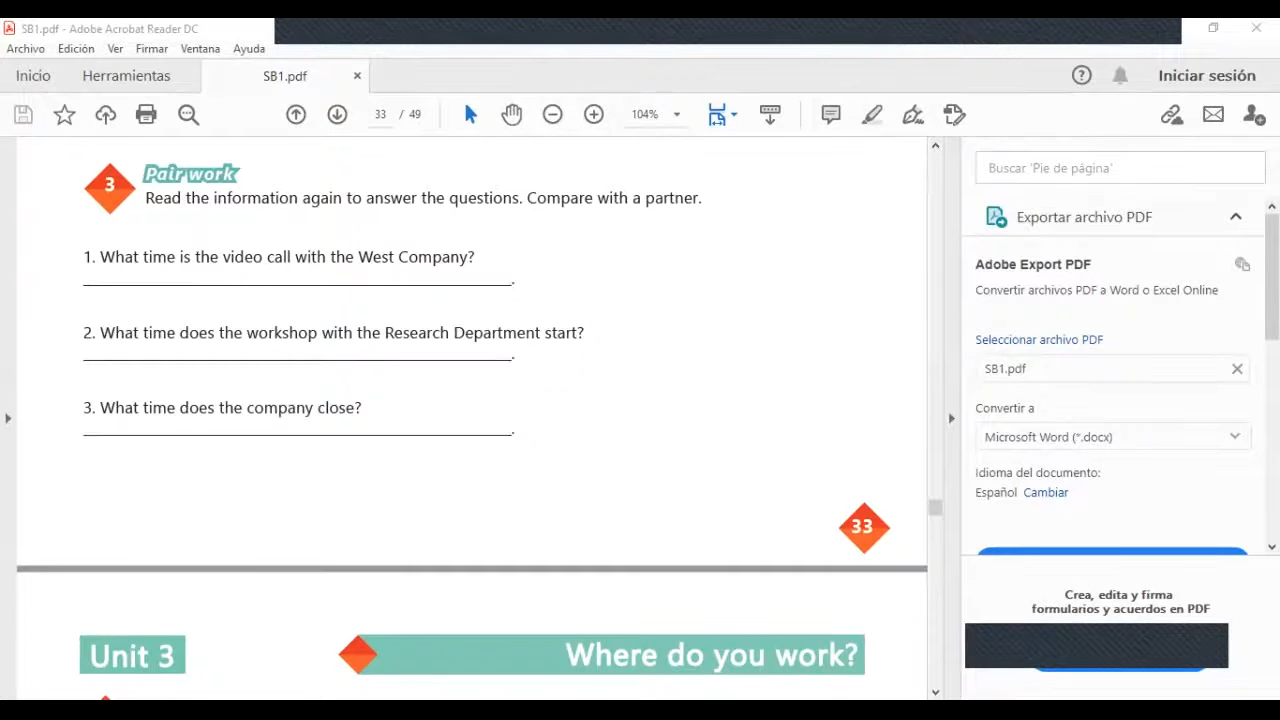 SB1.pdf - Adobe Acrobat Reader DC
Archivo Edición Ver Firmar Ventana Ayuda
Inicio Herramientas SB1.pdf × Iniciar sesión
33 / 49 104%
3
Pair work
Read the information again to answer the questions. Compare with a partner.
1. What time is the video call with the West Company?
.
2. What time does the workshop with the Research Department start?
.
3. What time does the company close?
.
33
Unit 3
Where do you work?
Buscar 'Pie de página'
Exportar archivo PDF
Adobe Export PDF
Convertir archivos PDF a Word o Excel Online
Seleccionar archivo PDF
SB1.pdf
Convertir a
Microsoft Word (*.docx)
Idioma del documento:
Español Cambiar
Crea, edita y firma
formularios y acuerdos en PDF